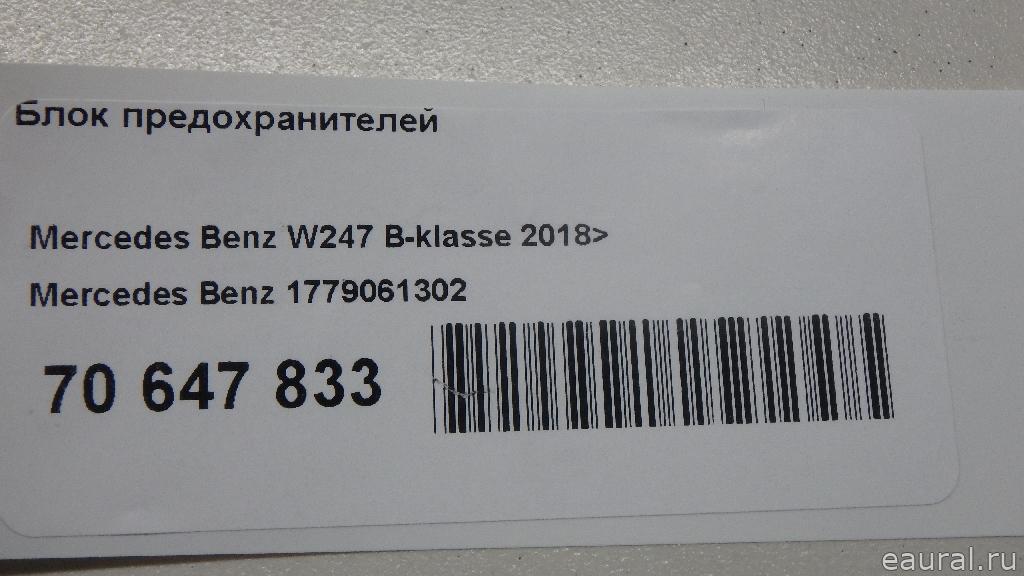 Блок предохранителей
Mercedes Benz W247 B-klasse 2018>
Mercedes Benz 1779061302
70 647 833
eaural.ru